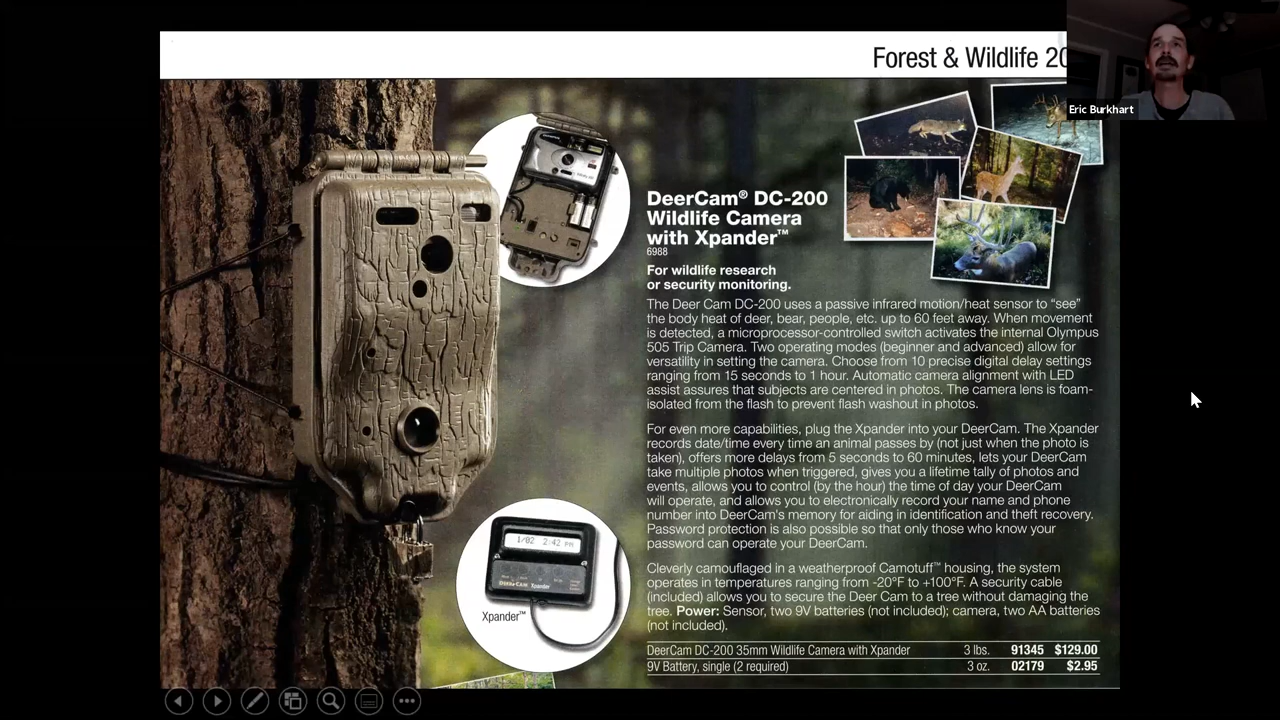 Forest & Wildlife 20
Eric Burkhart
DeerCam® DC-200
Wildlife Camera
with Xpander™
6988
For wildlife research
or security monitoring.
The Deer Cam DC-200 uses a passive infrared motion/heat sensor to “see”
the body heat of deer, bear, people, etc. up to 60 feet away. When movement
is detected, a microprocessor-controlled switch activates the internal Olympus
505 Trip Camera. Two operating modes (beginner and advanced) allow for
versatility in setting the camera. Choose from 10 precise digital delay settings
ranging from 15 seconds to 1 hour. Automatic camera alignment with LED
assist assures that subjects are centered in photos. The camera lens is foam-
isolated from the flash to prevent flash washout in photos.
For even more capabilities, plug the Xpander into your DeerCam. The Xpander
records date/time every time an animal passes by (not just when the photo is
taken), offers more delays from 5 seconds to 60 minutes, lets your DeerCam
take multiple photos when triggered, gives you a lifetime tally of photos and
events, allows you to control (by the hour) the time of day your DeerCam
will operate, and allows you to electronically record your name and phone
number into DeerCam's memory for aiding in identification and theft recovery.
Password protection is also possible so that only those who know your
password can operate your DeerCam.
Cleverly camouflaged in a weatherproof Camotuff™ housing, the system
operates in temperatures ranging from -20°F to +100°F. A security cable
(included) allows you to secure the Deer Cam to a tree without damaging the
tree. Power: Sensor, two 9V batteries (not included); camera, two AA batteries
(not included).
DeerCam DC-200 35mm Wildlife Camera with Xpander 3 lbs. 91345 $129.00
9V Battery, single (2 required) 3 oz. 02179 $2.95
1/02 2:42 PM
DEERCAM Xpander
Xpander™